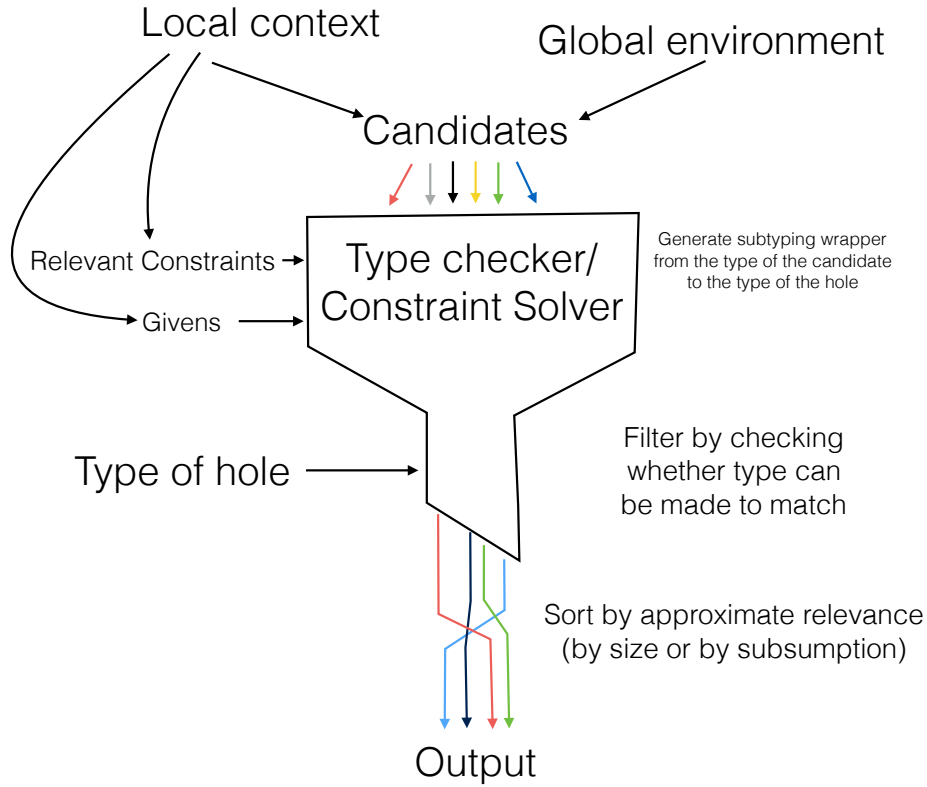 Local context
Global environment
Candidates
Relevant Constraints
Givens
Type checker/
Constraint Solver
Generate subtyping wrapper
from the type of the candidate
to the type of the hole
Type of hole
Filter by checking
whether type can
be made to match
Sort by approximate relevance
(by size or by subsumption)
Output